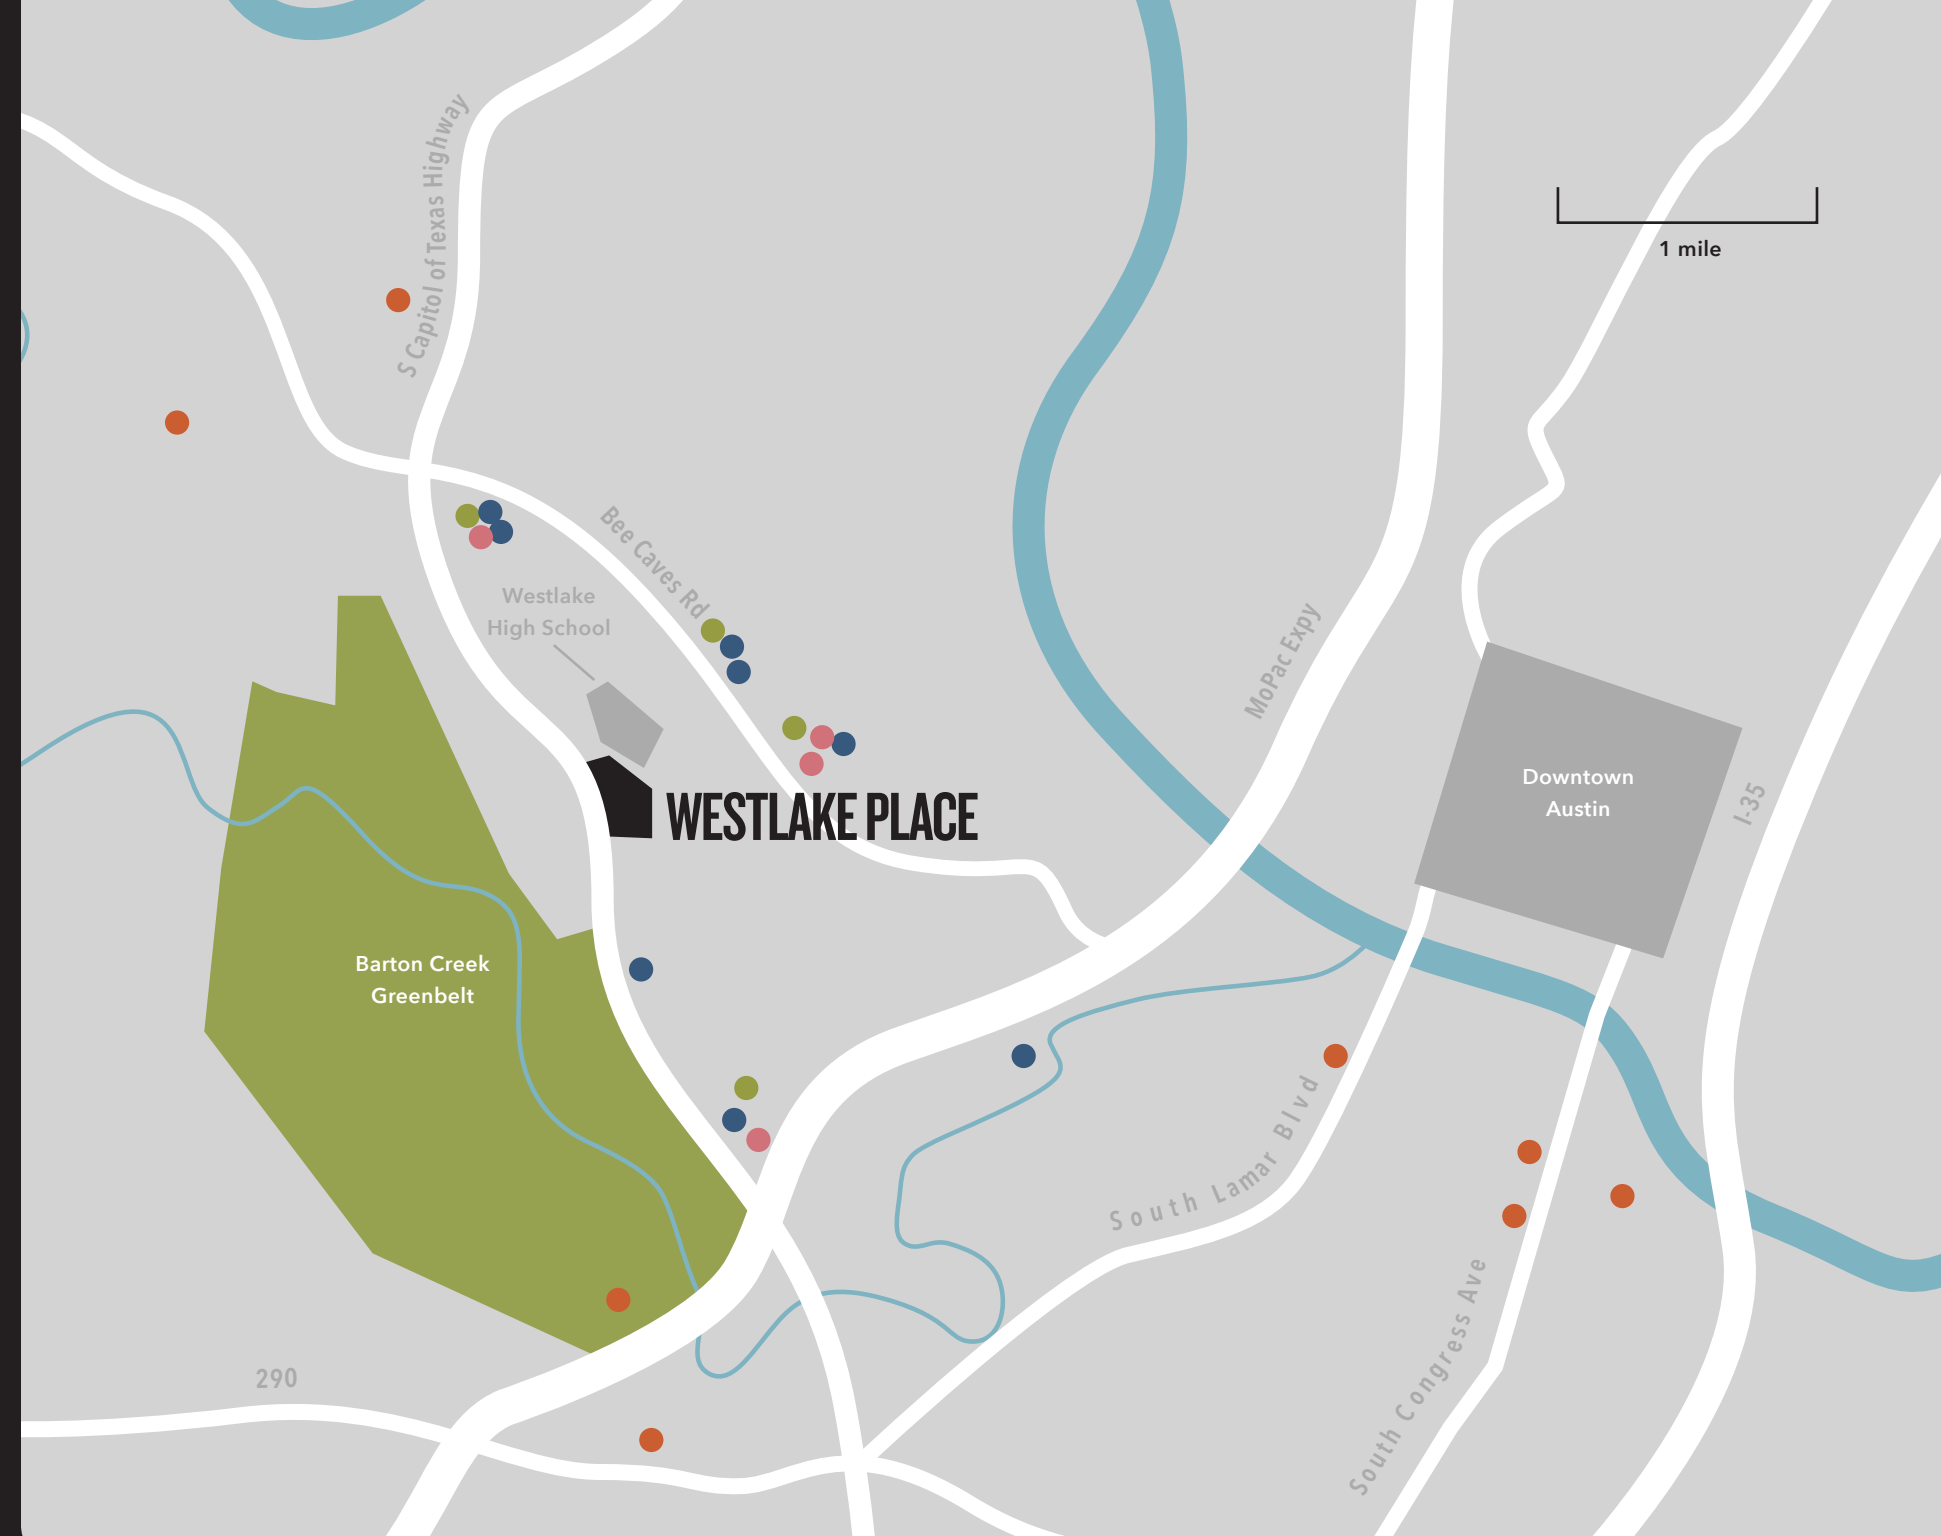 S Capitol of Texas Highway
1 mile
Bee Caves Rd
Westlake
High School
MoPac Expy
Downtown
Austin
I-35
WESTLAKE PLACE
Barton Creek
Greenbelt
South Lamar Blvd
South Congress Ave
290